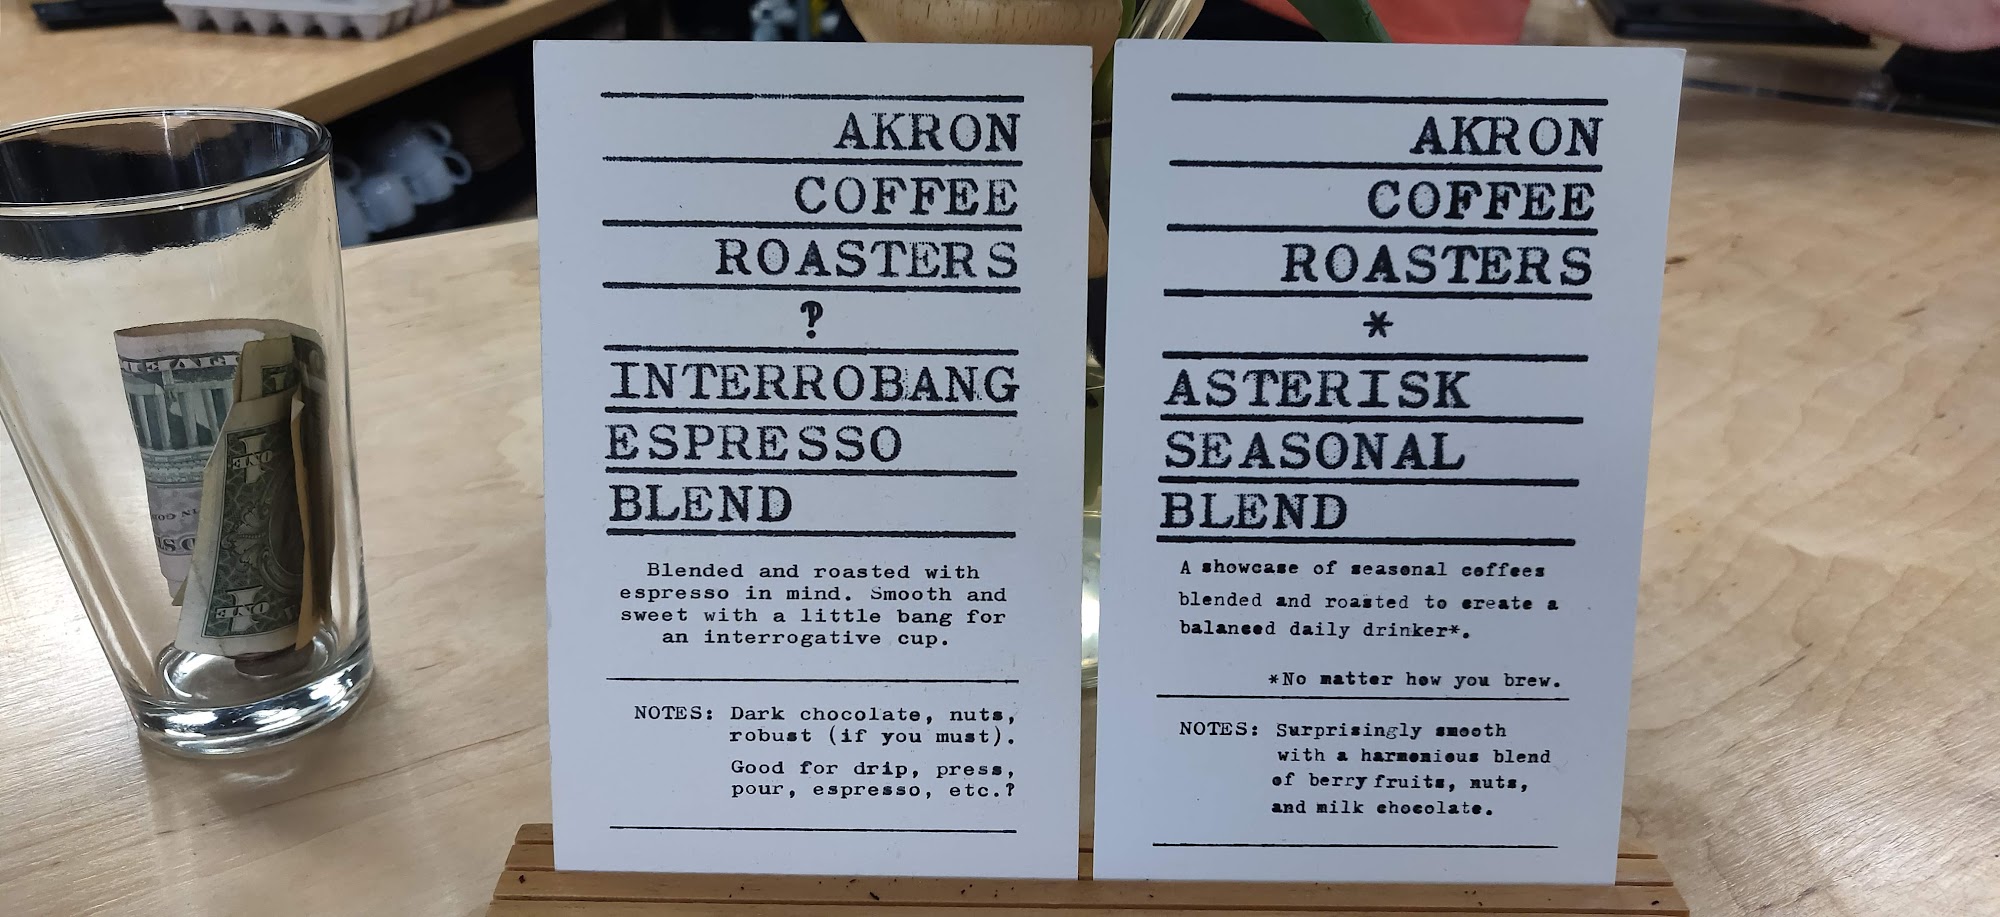 AKRON
COFFEE
ROASTERS
‽
INTERROBANG
ESPRESSO
BLEND
Blended and roasted with
espresso in mind. Smooth and
sweet with a little bang for
an interrogative cup.
NOTES: Dark chocolate, nuts,
robust (if you must).
Good for drip, press,
pour, espresso, etc.‽
AKRON
COFFEE
ROASTERS
*
ASTERISK
SEASONAL
BLEND
A showcase of seasonal coffees
blended and roasted to create a
balanced daily drinker*.
*No matter how you brew.
NOTES: Surprisingly smooth
with a harmonious blend
of berry fruits, nuts,
and milk chocolate.
ONE
ONE